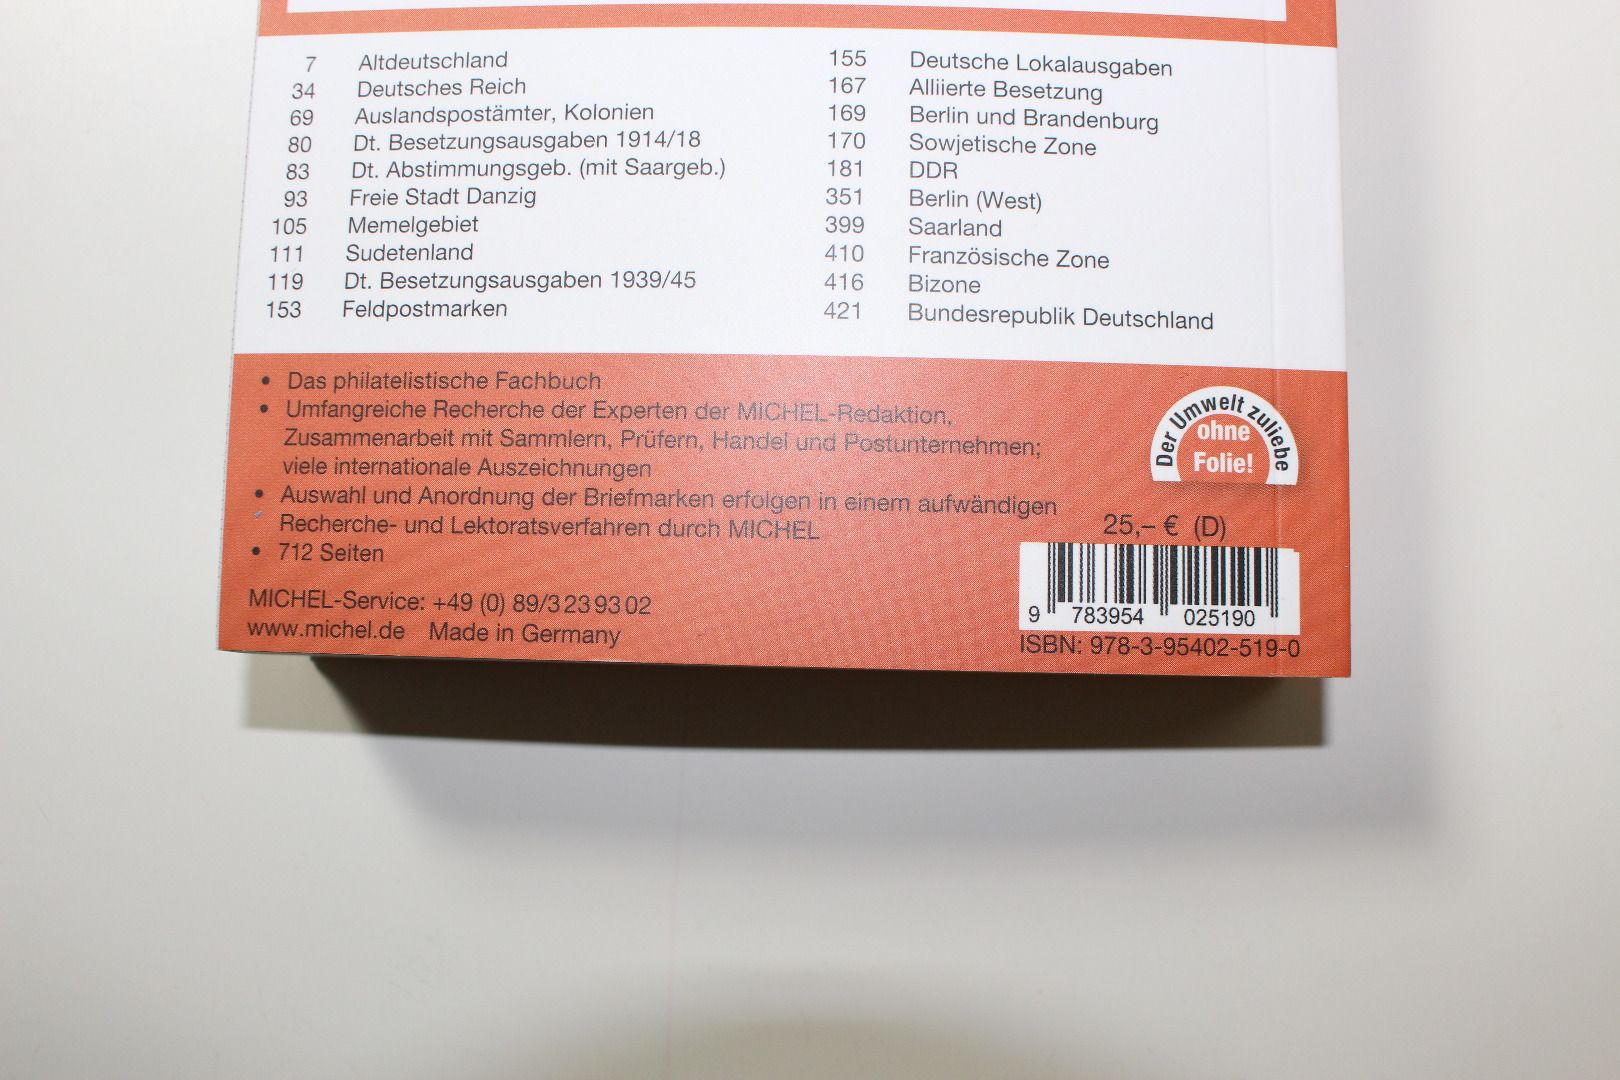 7 Altdeutschland
34 Deutsches Reich
69 Auslandspostämter, Kolonien
80 Dt. Besetzungsausgaben 1914/18
83 Dt. Abstimmungsgeb. (mit Saargeb.)
93 Freie Stadt Danzig
105 Memelgebiet
111 Sudetenland
119 Dt. Besetzungsausgaben 1939/45
153 Feldpostmarken
155 Deutsche Lokalausgaben
167 Alliierte Besetzung
169 Berlin und Brandenburg
170 Sowjetische Zone
181 DDR
351 Berlin (West)
399 Saarland
410 Französische Zone
416 Bizone
421 Bundesrepublik Deutschland
• Das philatelistische Fachbuch
• Umfangreiche Recherche der Experten der MICHEL-Redaktion,
Zusammenarbeit mit Sammlern, Prüfern, Handel und Postunternehmen;
viele internationale Auszeichnungen
• Auswahl und Anordnung der Briefmarken erfolgen in einem aufwändigen
Recherche- und Lektoratsverfahren durch MICHEL
• 712 Seiten
MICHEL-Service: +49 (0) 89/3 23 93 02
www.michel.de Made in Germany
Der Umwelt zuliebe
ohne
Folie!
25,– € (D)
9 783954 025190
ISBN: 978-3-95402-519-0